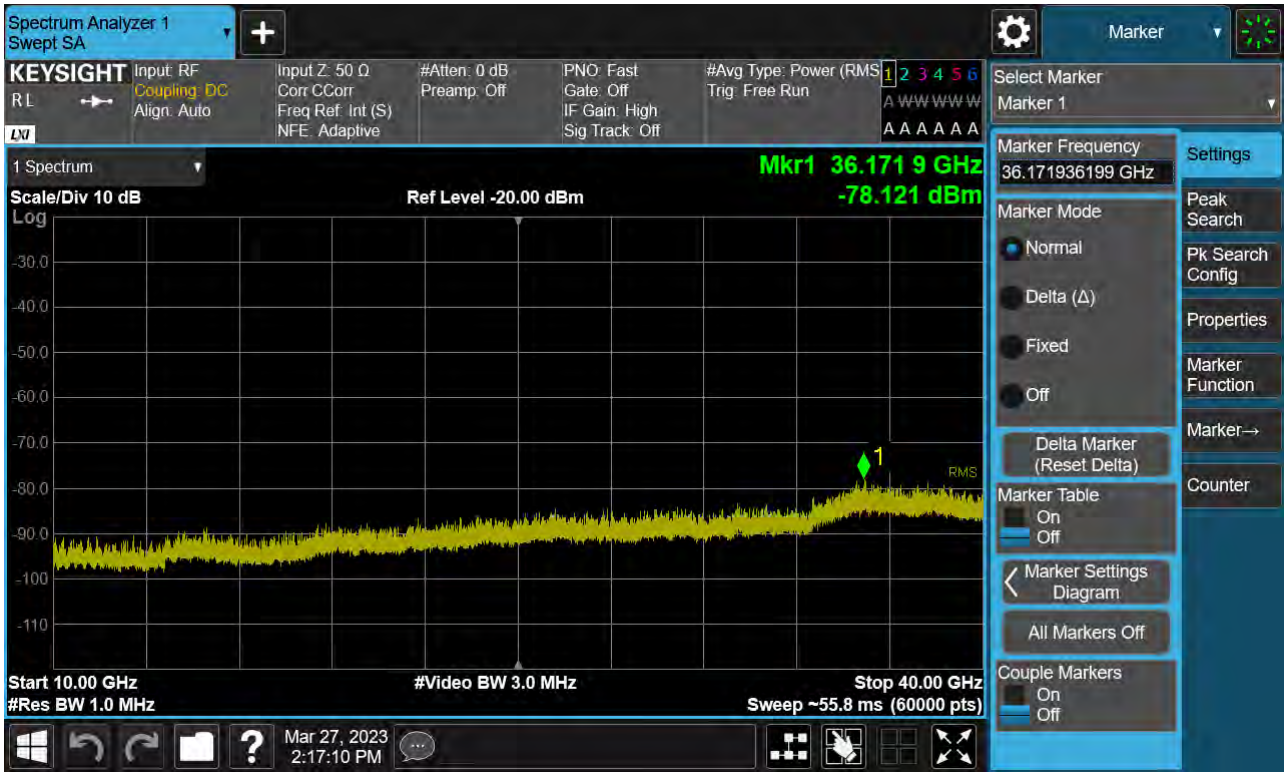 Spectrum Analyzer 1
Swept SA
+
Marker
KEYSIGHT
RL
LXI
Input: RF
Coupling: DC
Align: Auto
Input Z: 50 Ω
Corr CCorr
Freq Ref: Int (S)
NFE: Adaptive
#Atten: 0 dB
Preamp: Off
PNO: Fast
Gate: Off
IF Gain: High
Sig Track: Off
#Avg Type: Power (RMS
Trig: Free Run
1 2 3 4 5 6
A W W W W W
A A A A A A
Select Marker
Marker 1
1 Spectrum
Scale/Div 10 dB
Log
Ref Level -20.00 dBm
Mkr1 36.171 9 GHz
-78.121 dBm
-30.0
-40.0
-50.0
-60.0
-70.0
-80.0
-90.0
-100
-110
1
RMS
Start 10.00 GHz
#Res BW 1.0 MHz
#Video BW 3.0 MHz
Stop 40.00 GHz
Sweep ~55.8 ms (60000 pts)
Marker Frequency
36.171936199 GHz
Marker Mode
Normal
Delta (Δ)
Fixed
Off
Delta Marker
(Reset Delta)
Marker Table
On
Off
Marker Settings
Diagram
All Markers Off
Couple Markers
On
Off
Settings
Peak
Search
Pk Search
Config
Properties
Marker
Function
Marker→
Counter
?
Mar 27, 2023
2:17:10 PM